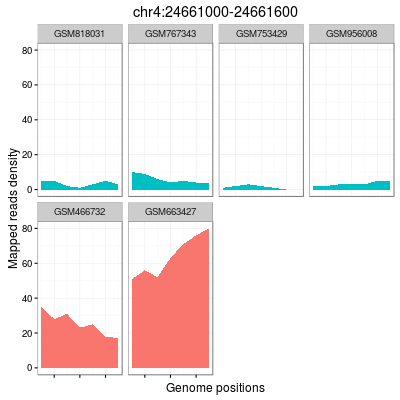 chr4:24661000-24661600
GSM818031 GSM767343 GSM753429 GSM956008
80
60
40
20
0
Mapped reads density
GSM466732 GSM663427
80
60
40
20
0
Genome positions